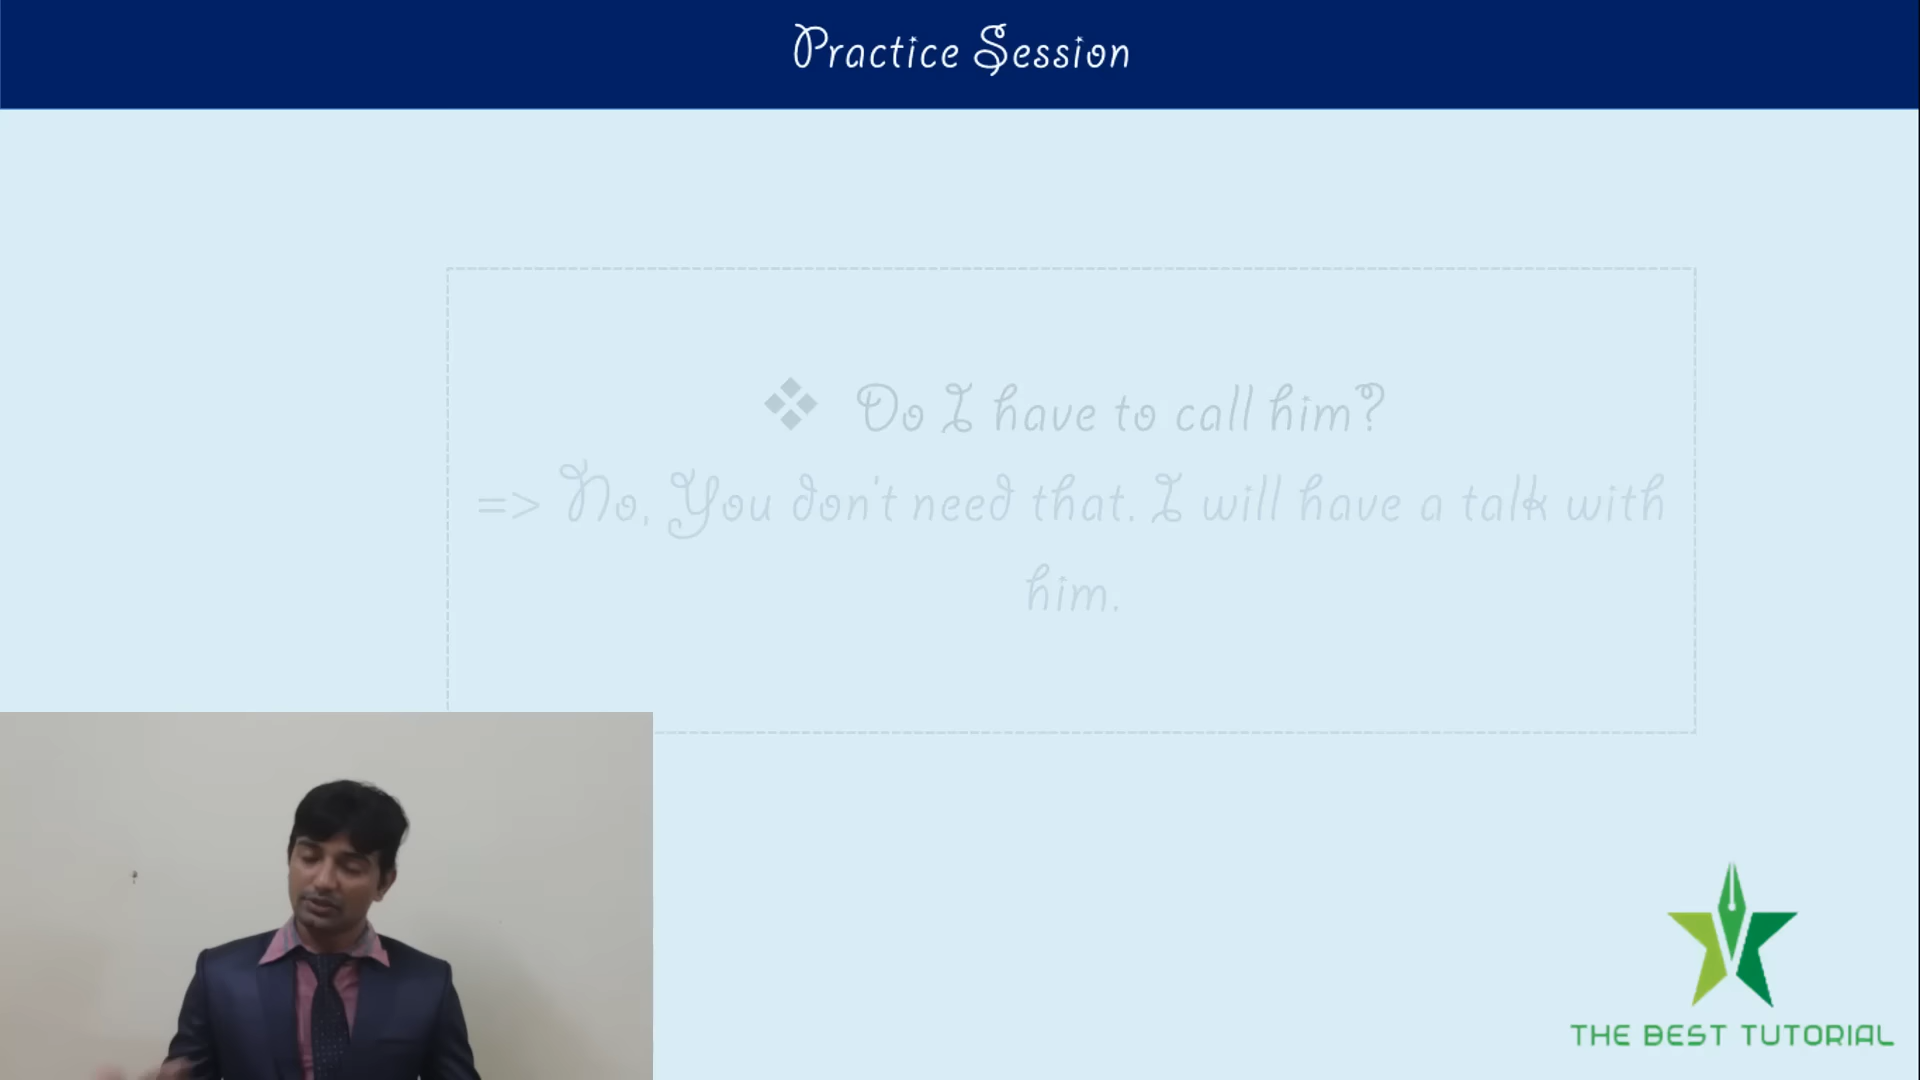 Practice Session
❖ Do I have to call him?
=> No, You don't need that. I will have a talk with
him.
THE BEST TUTORIAL